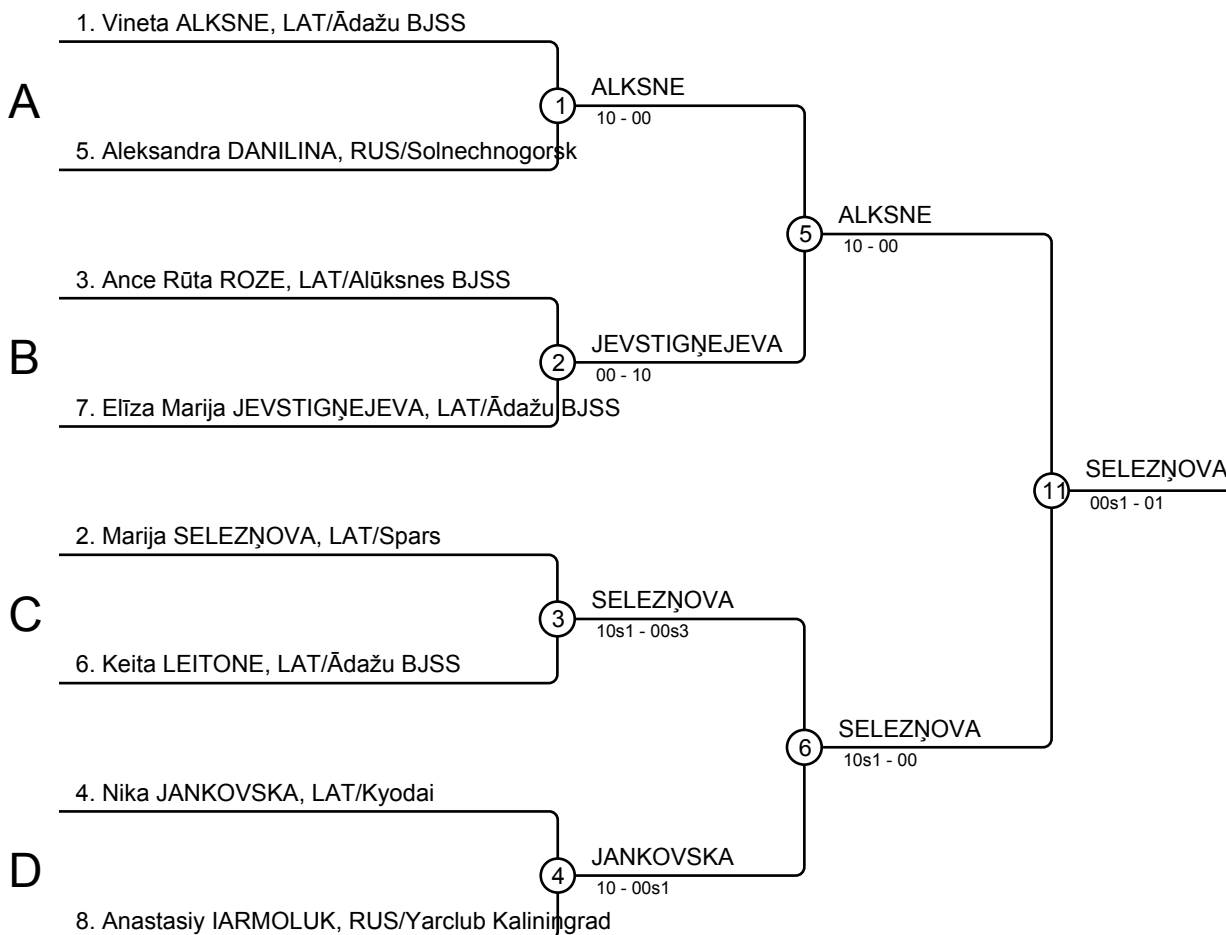 1. Vineta ALKSNE, LAT/Ādažu BJSS
A
1
ALKSNE
10 - 00
5. Aleksandra DANILINA, RUS/Solnechnogorsk
5
ALKSNE
10 - 00
3. Ance Rūta ROZE, LAT/Alūksnes BJSS
B
2
JEVSTIGŅEJEVA
00 - 10
7. Elīza Marija JEVSTIGŅEJEVA, LAT/Ādažu BJSS
11
SELEZŅOVA
00s1 - 01
2. Marija SELEZŅOVA, LAT/Spars
C
3
SELEZŅOVA
10s1 - 00s3
6. Keita LEITONE, LAT/Ādažu BJSS
6
SELEZŅOVA
10s1 - 00
4. Nika JANKOVSKA, LAT/Kyodai
D
4
JANKOVSKA
10 - 00s1
8. Anastasiy IARMOLUK, RUS/Yarclub Kaliningrad